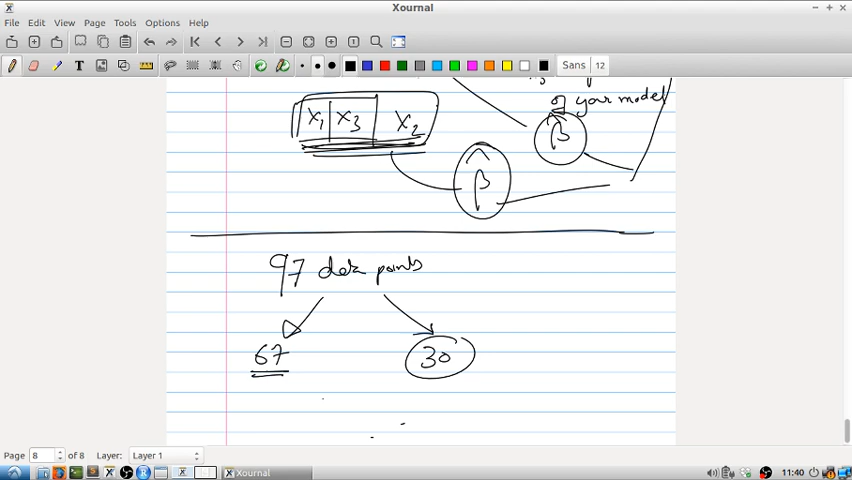 Xournal
File Edit View Page Tools Options Help
Sans 12
of your model
X1 X3 X2
β̂
β̂
97 data points
67 30
Page 8 of 8 Layer: Layer 1
Xournal 11:40